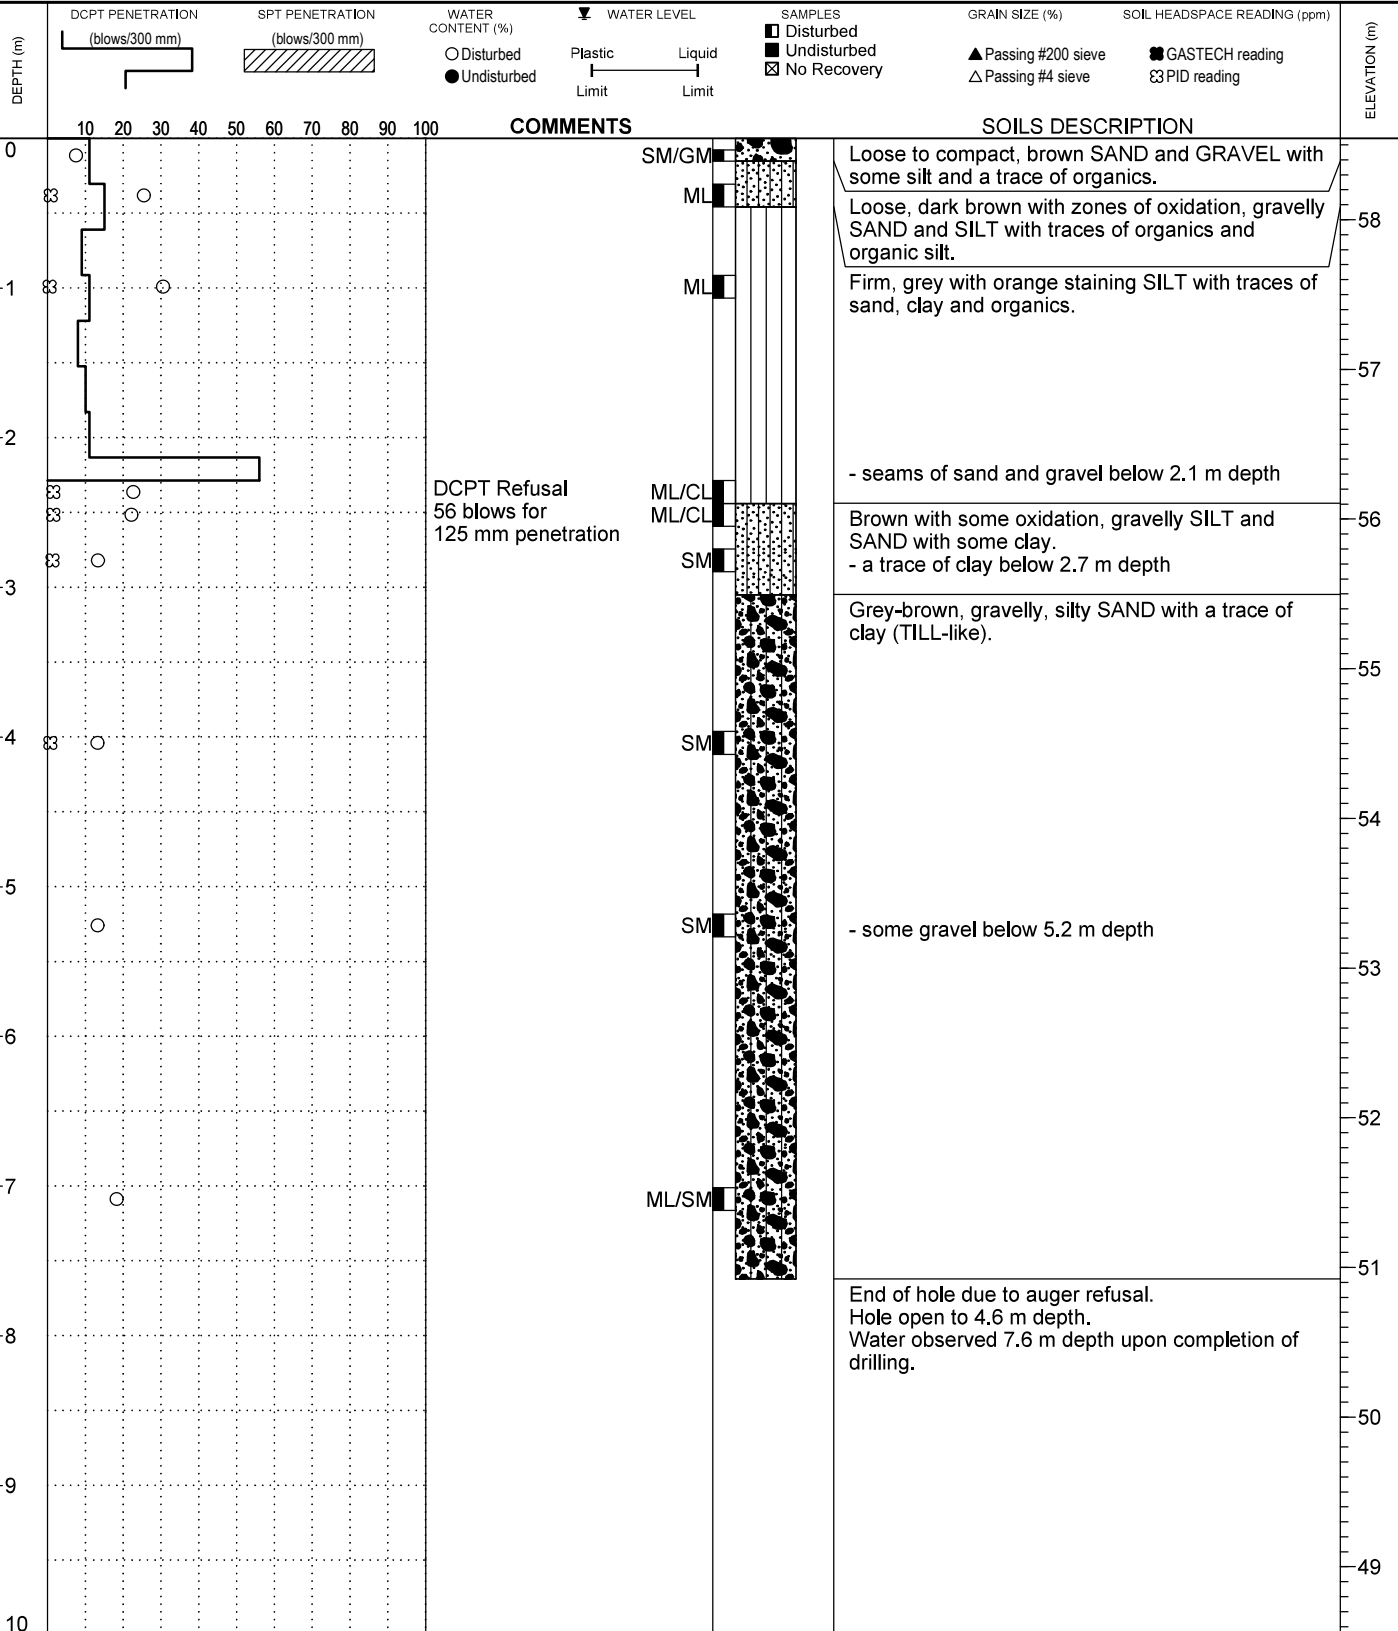 DCPT PENETRATION
(blows/300 mm)
SPT PENETRATION
(blows/300 mm)
WATER
CONTENT (%)
Disturbed
Undisturbed
WATER LEVEL
Plastic Liquid
Limit Limit
SAMPLES
Disturbed
Undisturbed
No Recovery
GRAIN SIZE (%)
Passing #200 sieve
Passing #4 sieve
SOIL HEADSPACE READING (ppm)
GASTECH reading
PID reading
DEPTH (m)
ELEVATION (m)
10 20 30 40 50 60 70 80 90 100
COMMENTS
SOILS DESCRIPTION
0
SM/GM
Loose to compact, brown SAND and GRAVEL with
some silt and a trace of organics.
ML
Loose, dark brown with zones of oxidation, gravelly
SAND and SILT with traces of organics and
organic silt.
58
1
ML
Firm, grey with orange staining SILT with traces of
sand, clay and organics.
57
2
- seams of sand and gravel below 2.1 m depth
DCPT Refusal
56 blows for
125 mm penetration
ML/CL
ML/CL
56
Brown with some oxidation, gravelly SILT and
SAND with some clay.
- a trace of clay below 2.7 m depth
SM
3
Grey-brown, gravelly, silty SAND with a trace of
clay (TILL-like).
55
4
SM
54
5
SM
- some gravel below 5.2 m depth
53
6
52
7
ML/SM
51
End of hole due to auger refusal.
Hole open to 4.6 m depth.
Water observed 7.6 m depth upon completion of
drilling.
8
50
9
49
10